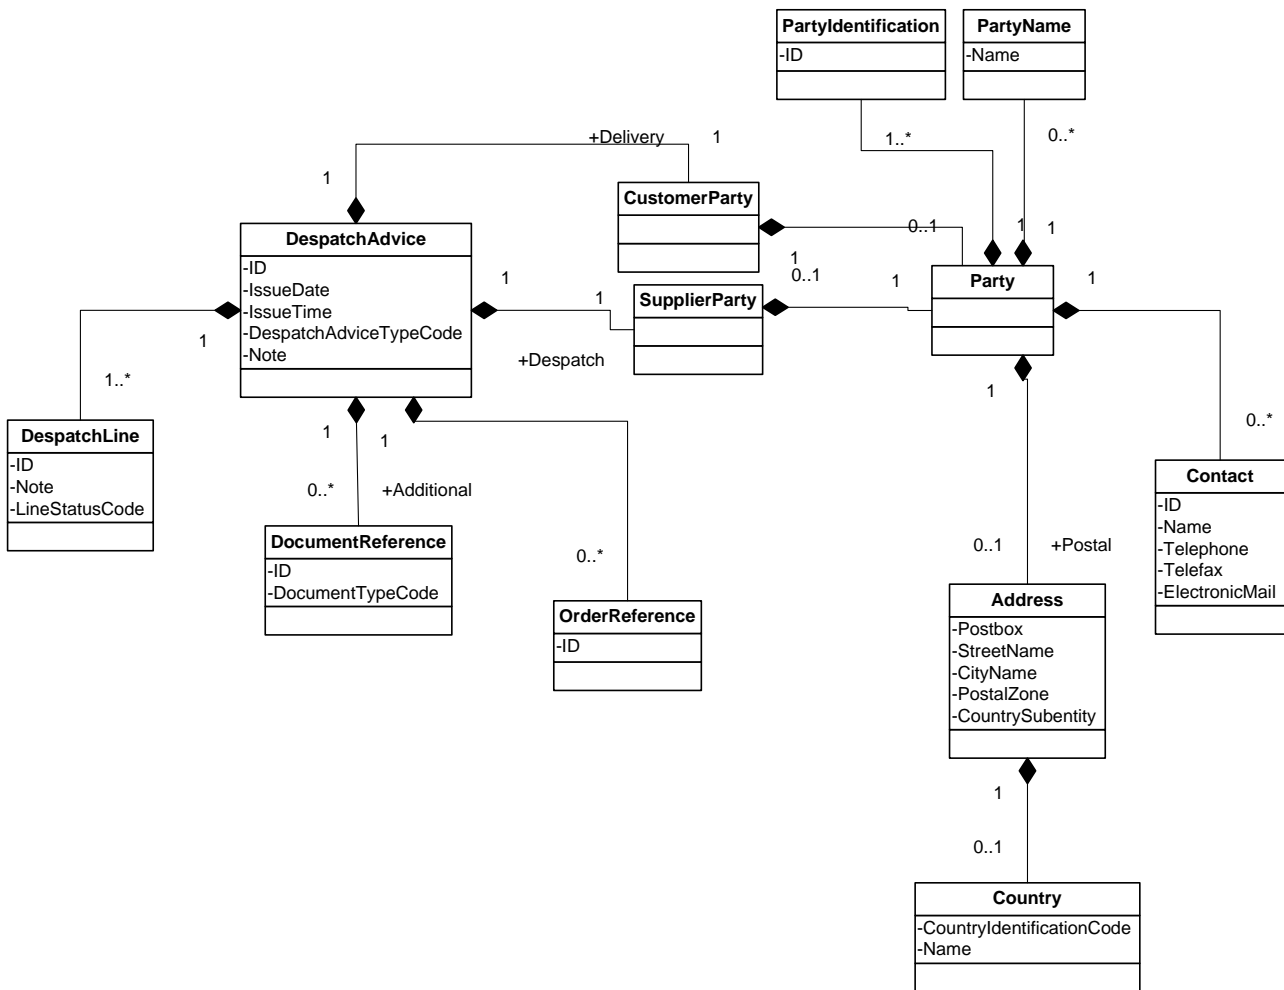 PartyIdentification
-ID
PartyName
-Name
1..*
0..*
+Delivery
1
1
CustomerParty
0..1
1
1
1
DespatchAdvice
-ID
-IssueDate
-IssueTime
-DespatchAdviceTypeCode
-Note
1
1
+Despatch
SupplierParty
0..1
1
Party
1
1
1
1..*
DespatchLine
-ID
-Note
-LineStatusCode
1
1
0..*
+Additional
DocumentReference
-ID
-DocumentTypeCode
0..*
OrderReference
-ID
0..*
Contact
-ID
-Name
-Telephone
-Telefax
-ElectronicMail
0..1
+Postal
Address
-Postbox
-StreetName
-CityName
-PostalZone
-CountrySubentity
1
0..1
Country
-CountryIdentificationCode
-Name